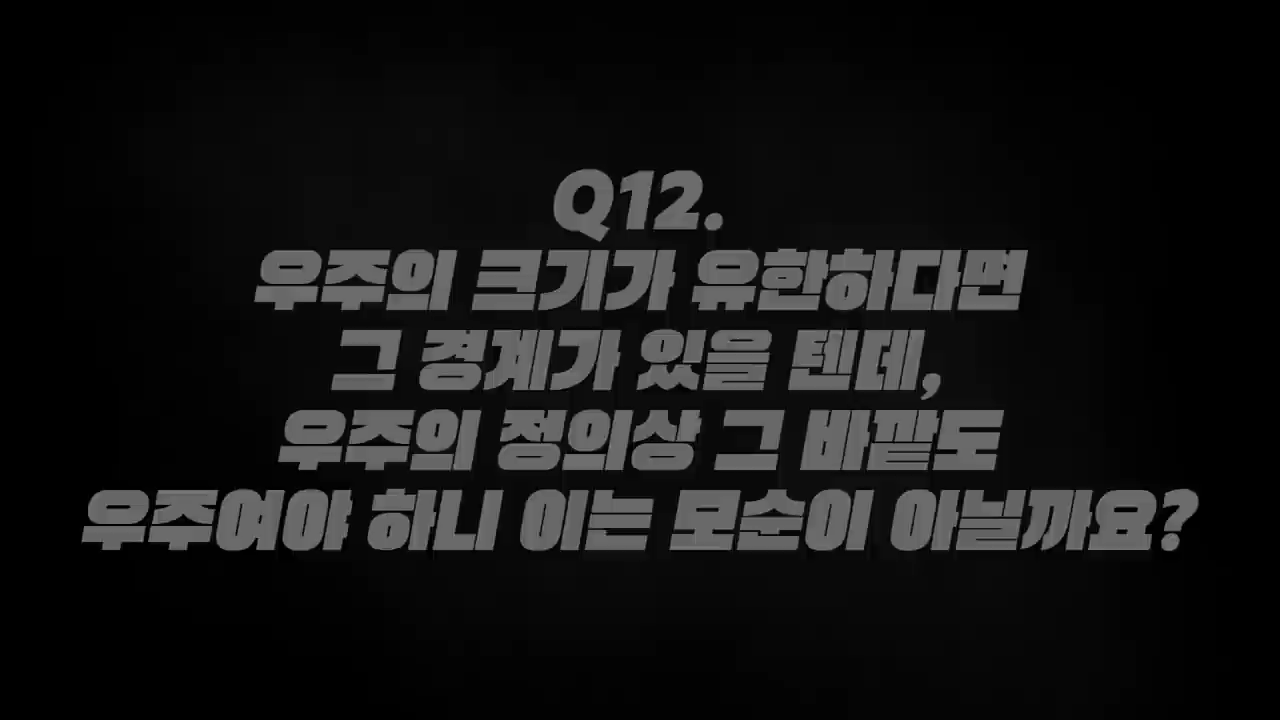 Q12.
우주의 크기가 유한하다면
그 경계가 있을 텐데,
우주의 정의상 그 바깥도
우주여야 하니 이는 모순이 아닐까요?